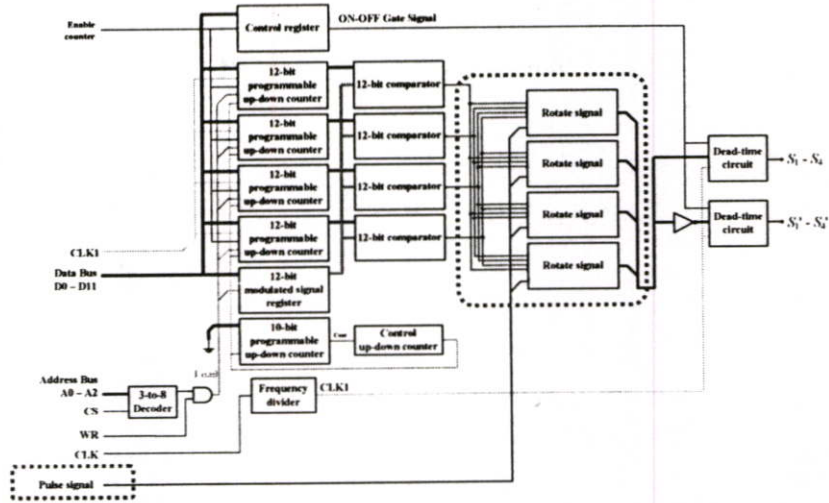 Enable
counter
Control register
ON-OFF Gate Signal
12-bit
programmable
up-down counter
12-bit comparator
12-bit
programmable
up-down counter
12-bit comparator
12-bit
programmable
up-down counter
12-bit comparator
12-bit
programmable
up-down counter
12-bit comparator
Rotate signal
Rotate signal
Rotate signal
Rotate signal
Dead-time
circuit
S1 - S4
Dead-time
circuit
S1' - S4'
CLK1
Data Bus
D0 – D11
12-bit
modulated signal
register
10-bit
programmable
up-down counter
Control
up-down counter
Load
Address Bus
A0 – A2
CS
3-to-8
Decoder
WR
CLK
Frequency
divider
CLK1
Pulse signal